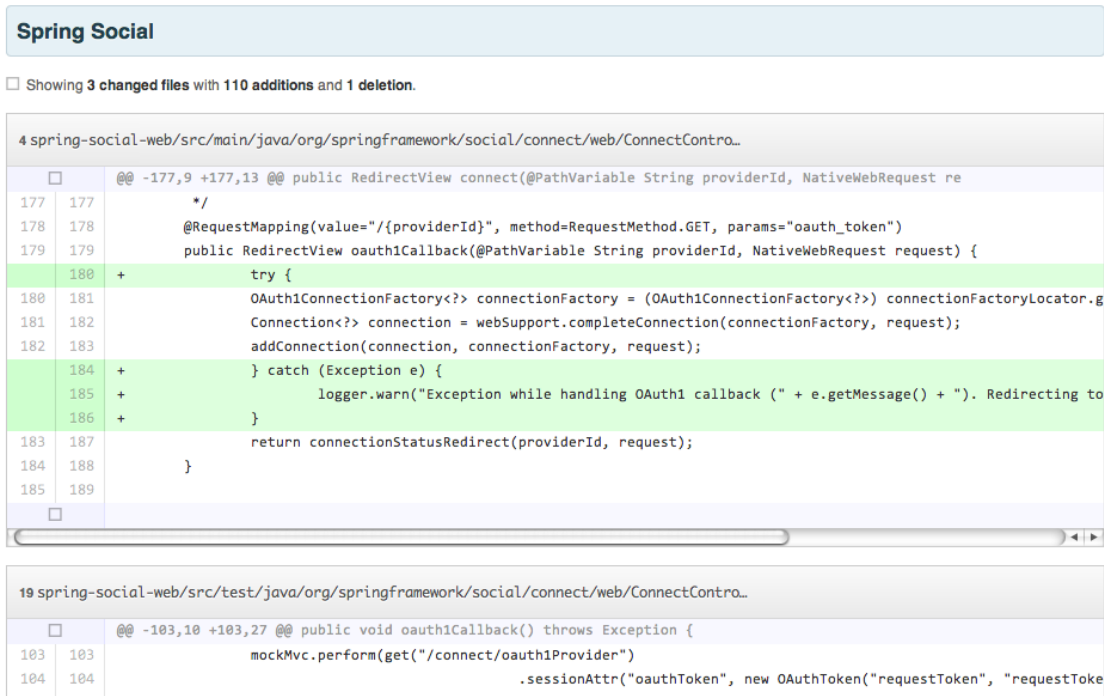 Spring Social
Showing 3 changed files with 110 additions and 1 deletion.
4 spring-social-web/src/main/java/org/springframework/social/connect/web/ConnectContro…
@@ -177,9 +177,13 @@ public RedirectView connect(@PathVariable String providerId, NativeWebRequest re
177 177 */
178 178 @RequestMapping(value="/{providerId}", method=RequestMethod.GET, params="oauth_token")
179 179 public RedirectView oauth1Callback(@PathVariable String providerId, NativeWebRequest request) {
180 + try {
180 181 OAuth1ConnectionFactory<?> connectionFactory = (OAuth1ConnectionFactory<?>) connectionFactoryLocator.g
181 182 Connection<?> connection = webSupport.completeConnection(connectionFactory, request);
182 183 addConnection(connection, connectionFactory, request);
184 + } catch (Exception e) {
185 + logger.warn("Exception while handling OAuth1 callback (" + e.getMessage() + "). Redirecting to
186 + }
183 187 return connectionStatusRedirect(providerId, request);
184 188 }
185 189
19 spring-social-web/src/test/java/org/springframework/social/connect/web/ConnectContro…
@@ -103,10 +103,27 @@ public void oauth1Callback() throws Exception {
103 103 mockMvc.perform(get("/connect/oauth1Provider")
104 104 .sessionAttr("oauthToken", new OAuthToken("requestToken", "requestToke